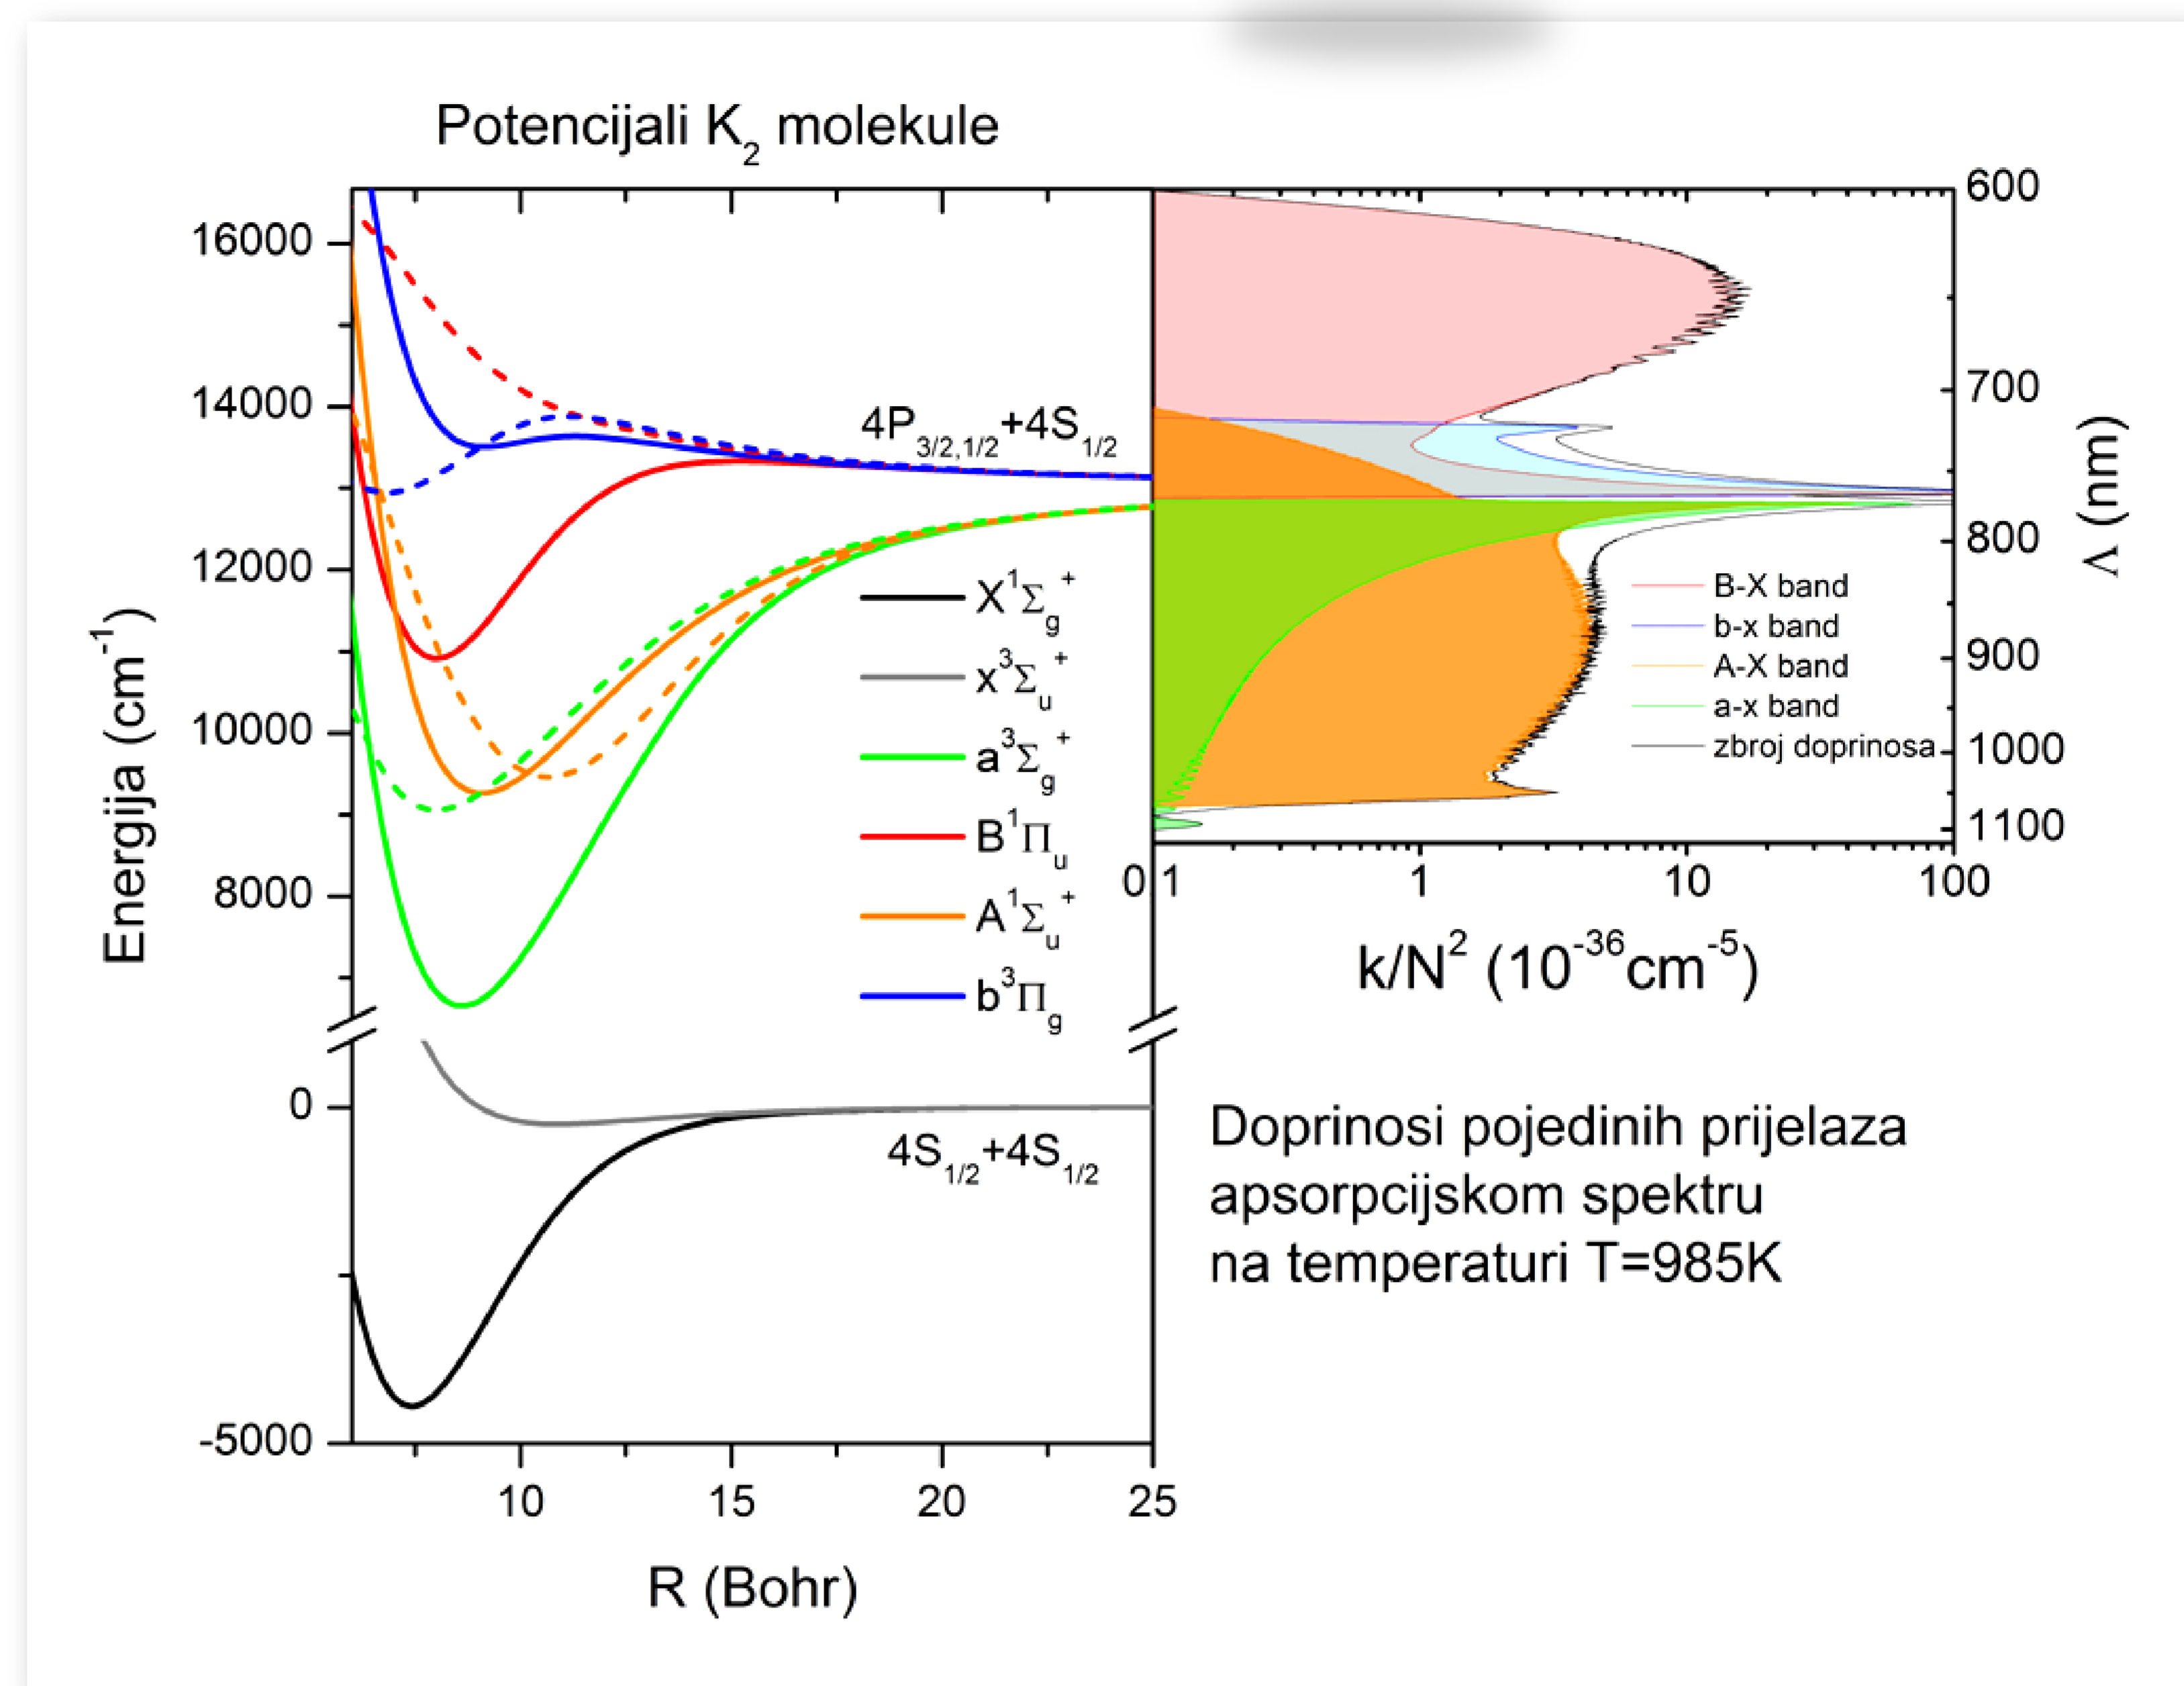 Potencijali K₂ molekule
Energija (cm⁻¹)
16000
14000
12000
10000
8000
0
-5000
10
15
20
25
R (Bohr)
4P₃/₂,₁/₂+4S₁/₂
X¹Σg⁺
x³Σu⁺
a³Σg⁺
B¹Πu
A¹Σu⁺
b³Πg
4S₁/₂+4S₁/₂
600
700
800
900
1000
1100
Λ (nm)
B-X band
b-x band
A-X band
a-x band
zbroj doprinosa
0.1
1
10
100
k/N² (10⁻³⁶cm⁻⁵)
Doprinosi pojedinih prijelaza
apsorpcijskom spektru
na temperaturi T=985K